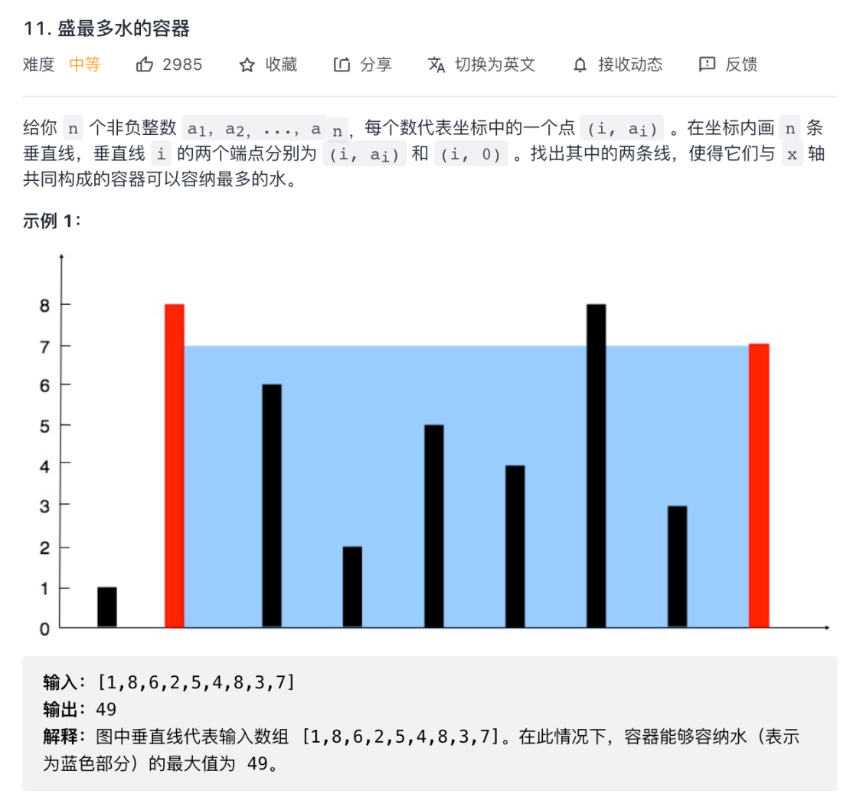 11. 盛最多水的容器
难度 中等 2985 收藏 分享 切换为英文 接收动态 反馈
给你 n 个非负整数 a1, a2, ..., a n, 每个数代表坐标中的一个点 (i, ai) 。在坐标内画 n 条
垂直线，垂直线 i 的两个端点分别为 (i, ai) 和 (i, 0) 。找出其中的两条线，使得它们与 x 轴
共同构成的容器可以容纳最多的水。
示例 1：
8
7
6
5
4
3
2
1
0
输入：[1,8,6,2,5,4,8,3,7]
输出：49
解释：图中垂直线代表输入数组 [1,8,6,2,5,4,8,3,7]。在此情况下，容器能够容纳水（表示
为蓝色部分）的最大值为 49。